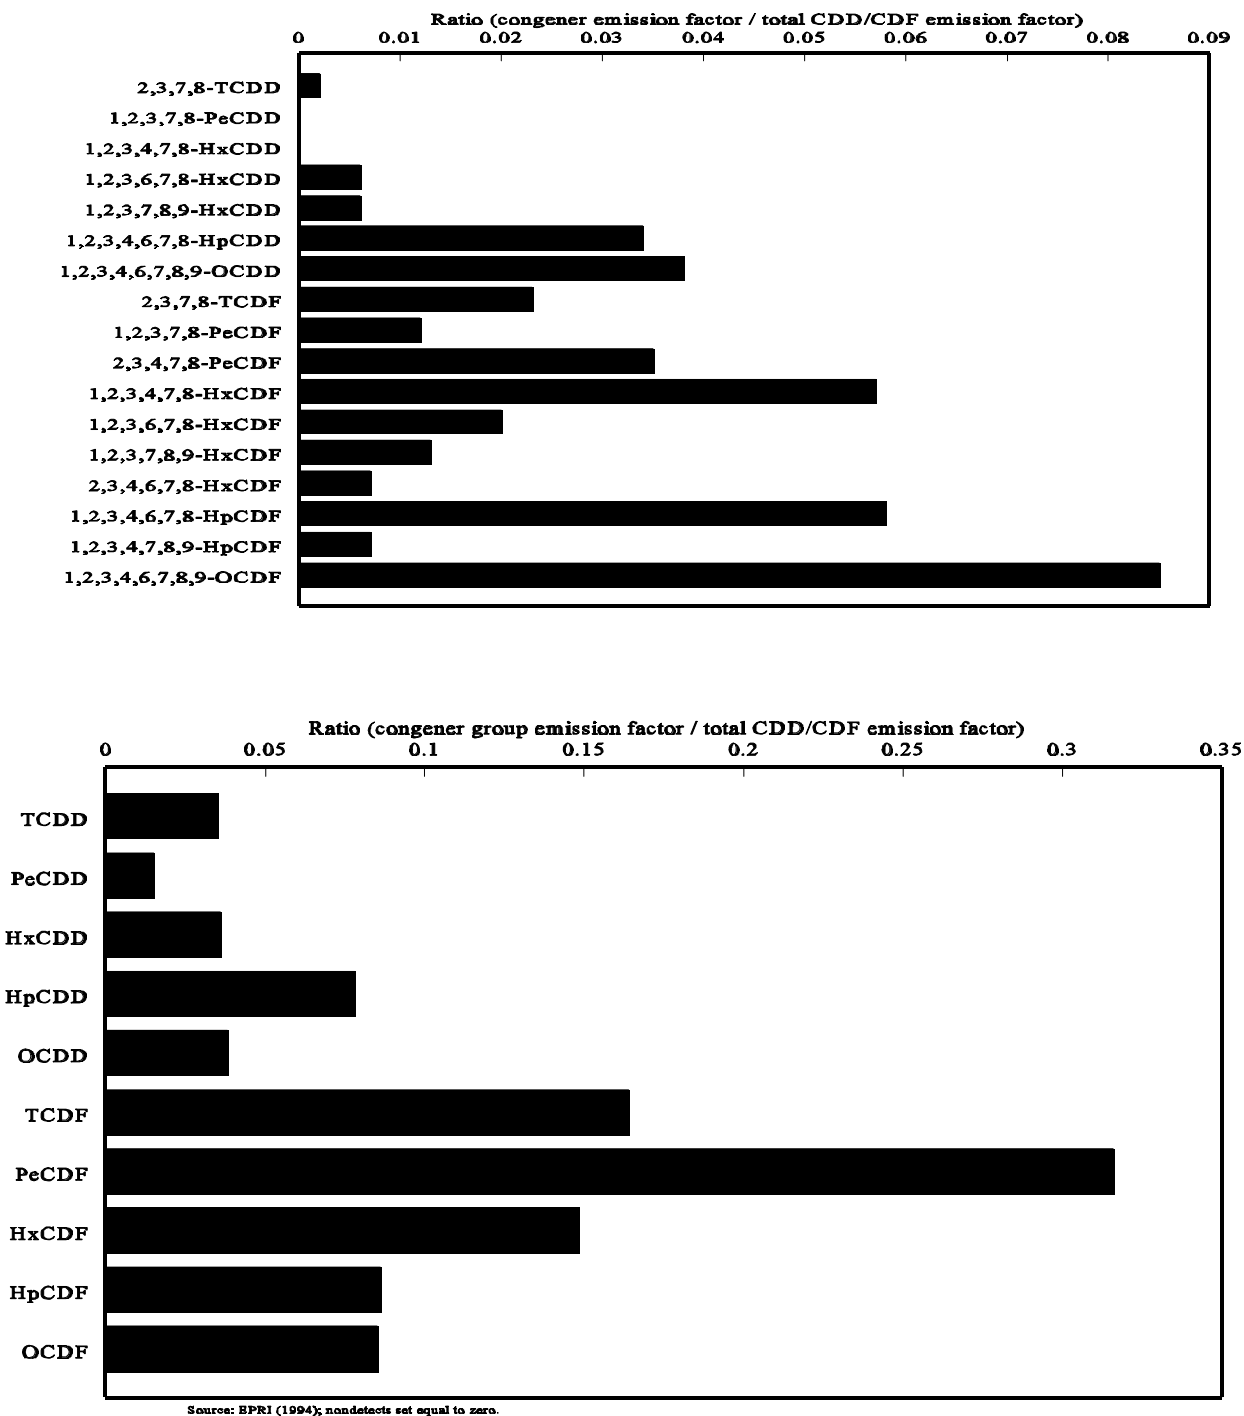 Ratio (congener emission factor / total CDD/CDF emission factor)
0 0.01 0.02 0.03 0.04 0.05 0.06 0.07 0.08 0.09
2,3,7,8-TCDD
1,2,3,7,8-PeCDD
1,2,3,4,7,8-HxCDD
1,2,3,6,7,8-HxCDD
1,2,3,7,8,9-HxCDD
1,2,3,4,6,7,8-HpCDD
1,2,3,4,6,7,8,9-OCDD
2,3,7,8-TCDF
1,2,3,7,8-PeCDF
2,3,4,7,8-PeCDF
1,2,3,4,7,8-HxCDF
1,2,3,6,7,8-HxCDF
1,2,3,7,8,9-HxCDF
2,3,4,6,7,8-HxCDF
1,2,3,4,6,7,8-HpCDF
1,2,3,4,7,8,9-HpCDF
1,2,3,4,6,7,8,9-OCDF
Ratio (congener group emission factor / total CDD/CDF emission factor)
0 0.05 0.1 0.15 0.2 0.25 0.3 0.35
TCDD
PeCDD
HxCDD
HpCDD
OCDD
TCDF
PeCDF
HxCDF
HpCDF
OCDF
Source: EPRI (1994); nondetects set equal to zero.